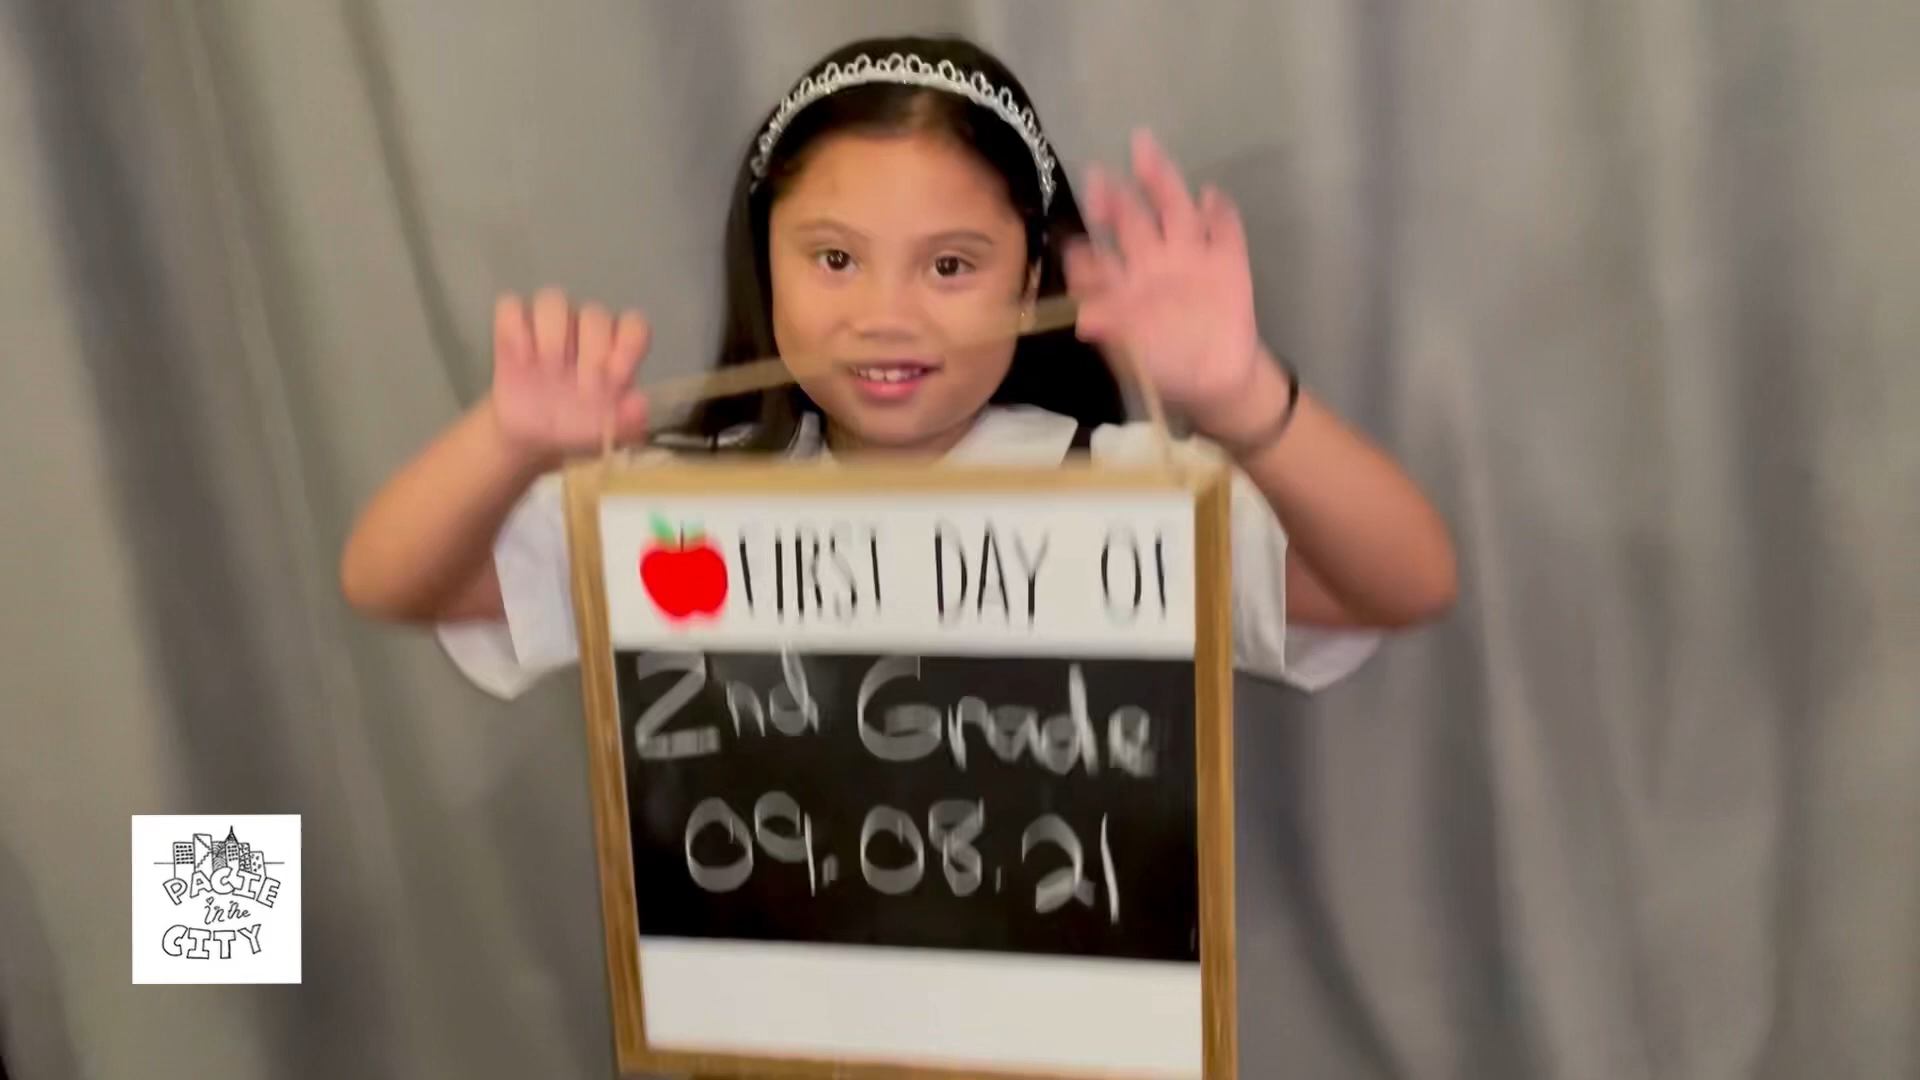 FIRST DAY OF
2nd Grade
09.08.21
PACIE
in the
CITY